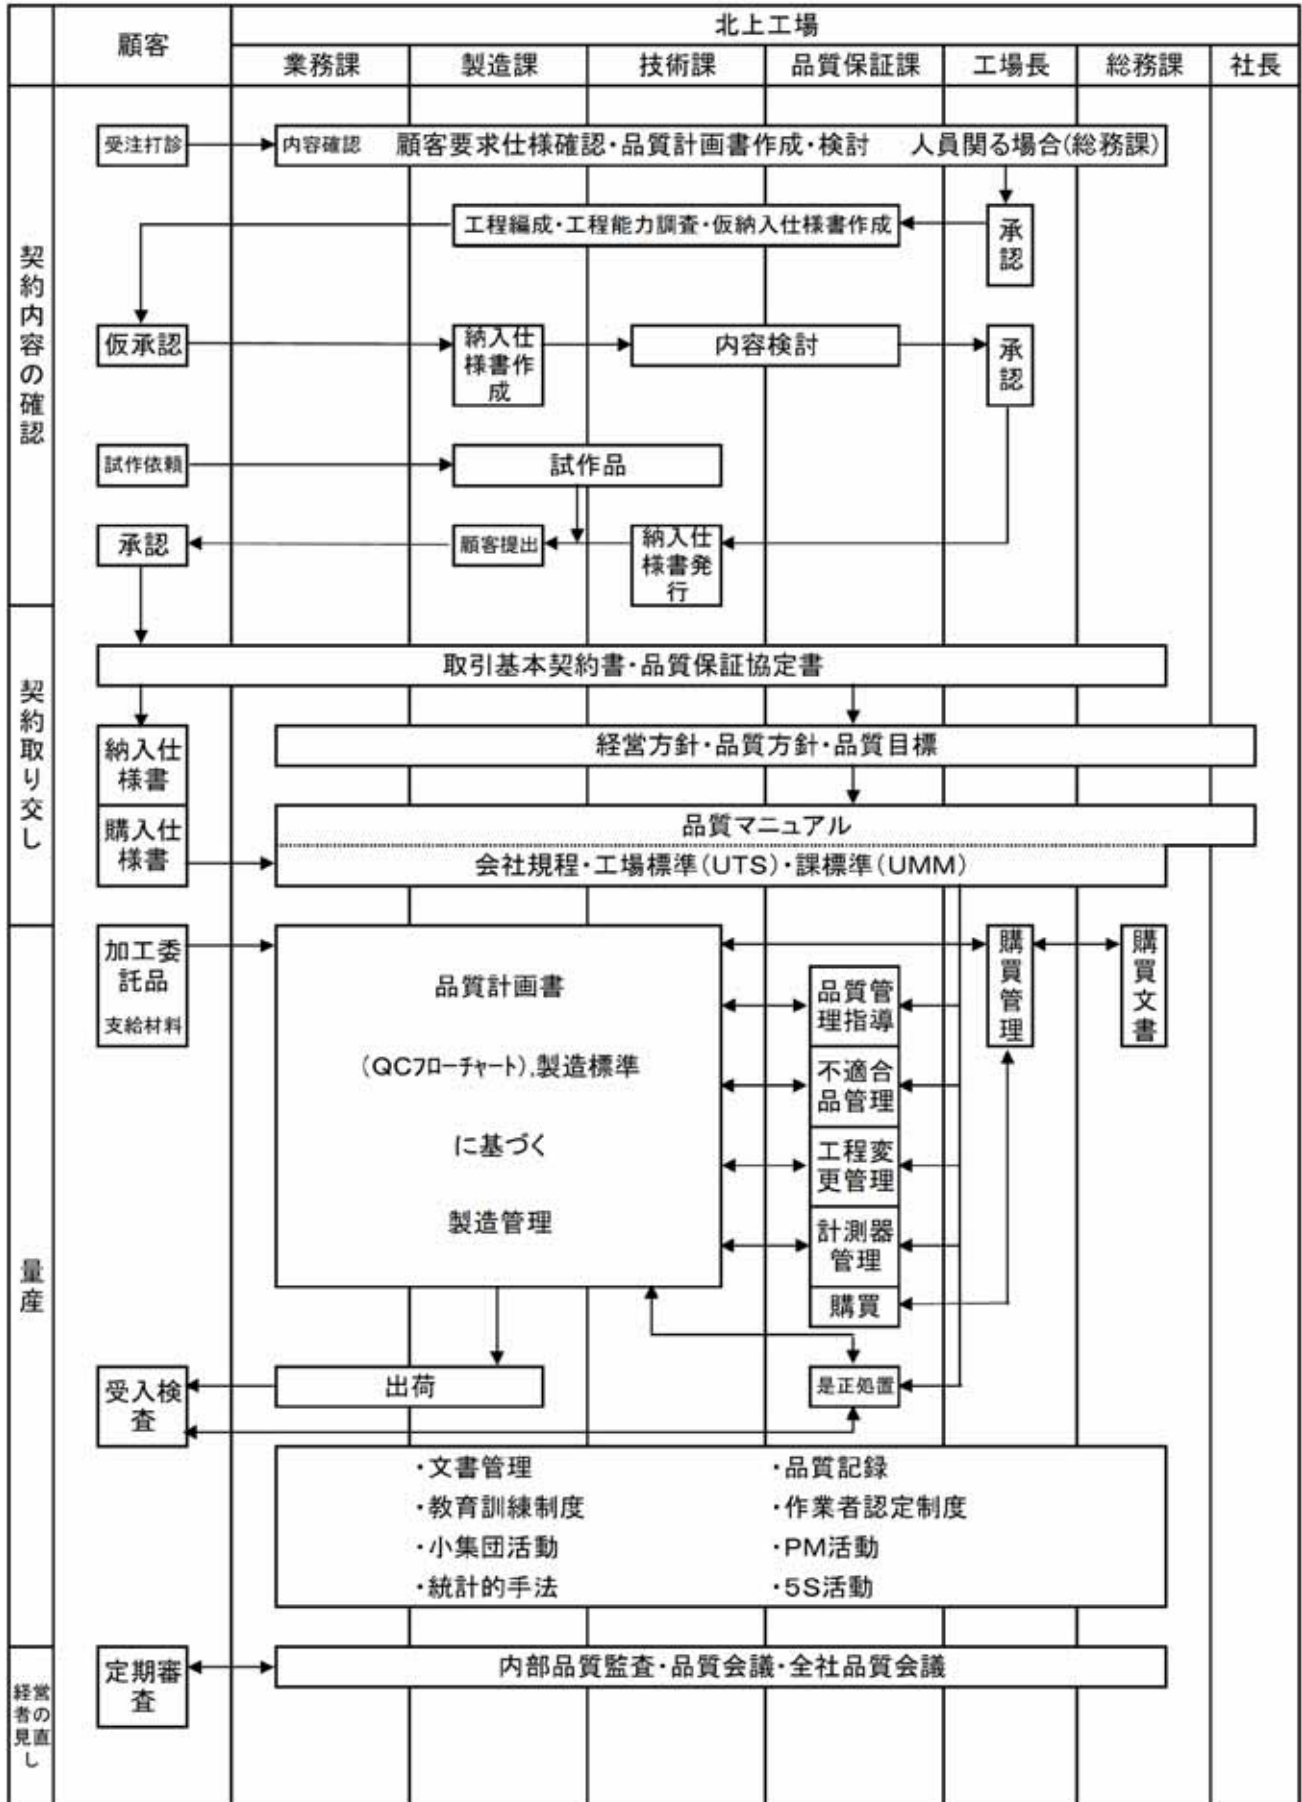 顧客
北上工場
業務課
製造課
技術課
品質保証課
工場長
総務課
社長
契約内容の確認
受注打診
内容確認 顧客要求仕様確認・品質計画書作成・検討 人員関る場合(総務課)
工程編成・工程能力調査・仮納入仕様書作成
承認
仮承認
納入仕
様書作
成
内容検討
承認
試作依頼
試作品
承認
顧客提出
納入仕
様書発
行
契約取り交し
取引基本契約書・品質保証協定書
納入仕
様書
経営方針・品質方針・品質目標
購入仕
様書
品質マニュアル
会社規程・工場標準(UTS)・課標準(UMM)
量産
加工委
託品
支給材料
品質計画書
(QCフローチャート),製造標準
に基づく
製造管理
品質管
理指導
不適合
品管理
工程変
更管理
計測器
管理
購買
購買管理
購買文書
受入検
査
出荷
是正処置
・文書管理
・品質記録
・教育訓練制度
・作業者認定制度
・小集団活動
・PM活動
・統計的手法
・5S活動
経営
者の
見直
し
定期審
査
内部品質監査・品質会議・全社品質会議